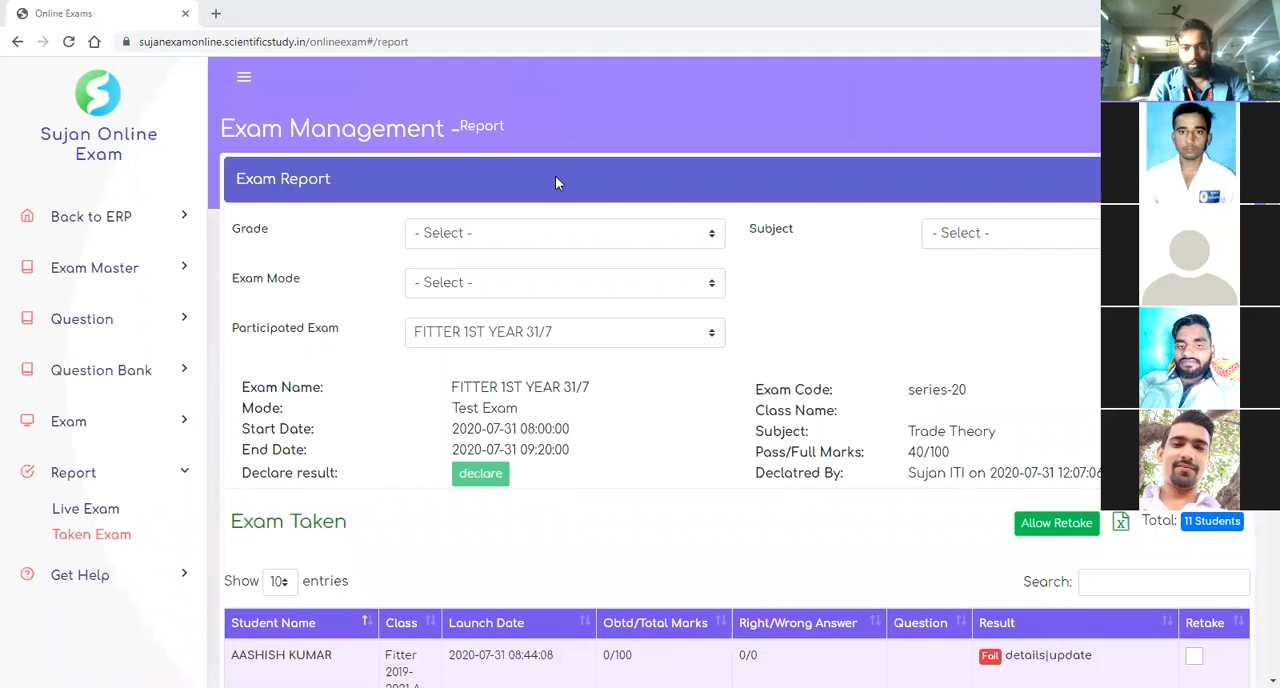 Online Exams
sujanexamonline.scientificstudy.in/onlineexam#/report
Sujan Online
Exam
Back to ERP
Exam Master
Question
Question Bank
Exam
Report
Live Exam
Taken Exam
Get Help
Exam Management -Report
Exam Report
Grade - Select - Subject - Select -
Exam Mode - Select -
Participated Exam FITTER 1ST YEAR 31/7
Exam Name: FITTER 1ST YEAR 31/7 Exam Code: series-20
Mode: Test Exam Class Name:
Start Date: 2020-07-31 08:00:00 Subject: Trade Theory
End Date: 2020-07-31 09:20:00 Pass/Full Marks: 40/100
Declare result: declare Declatred By: Sujan ITI on 2020-07-31 12:07:06
Exam Taken Allow Retake Total: 11 Students
Show 10 entries Search:
Student Name Class Launch Date Obtd/Total Marks Right/Wrong Answer Question Result Retake
AASHISH KUMAR Fitter 2020-07-31 08:44:08 0/100 0/0 Fail details|update
2019-